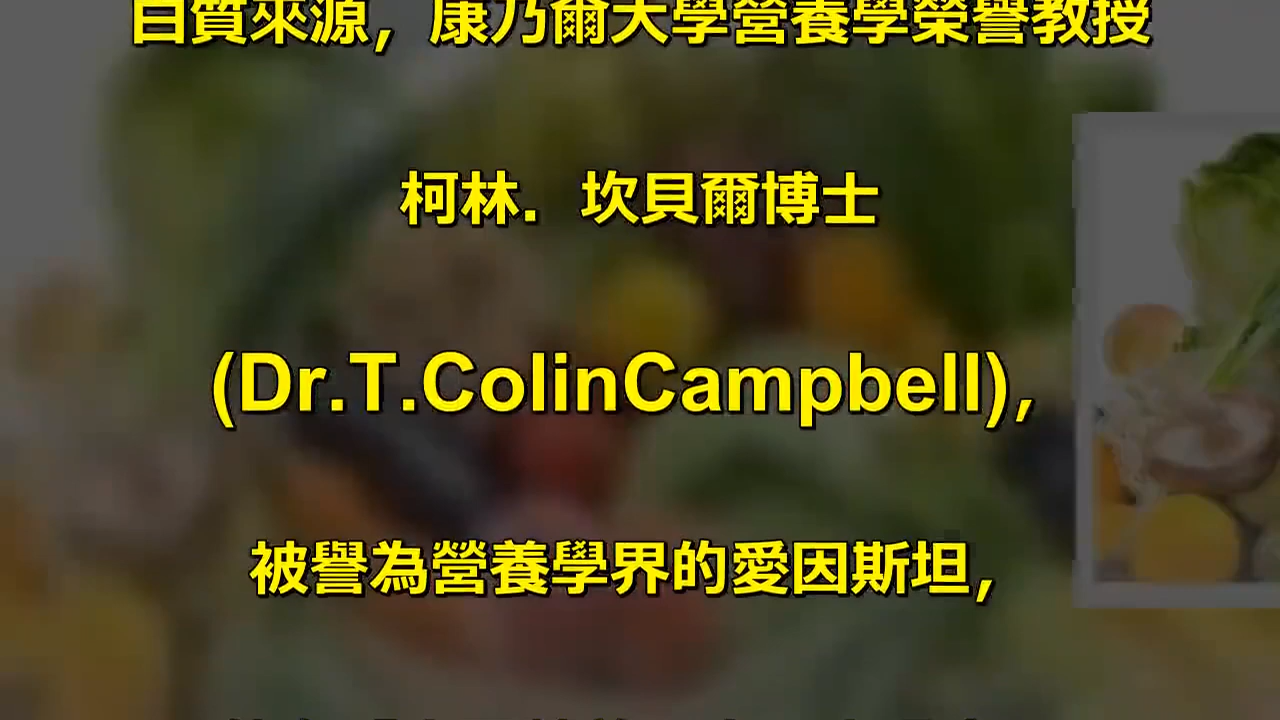 白質來源，康乃爾大學營養學榮譽教授
柯林．坎貝爾博士
(Dr.T.ColinCampbell)，
被譽為營養學界的愛因斯坦，